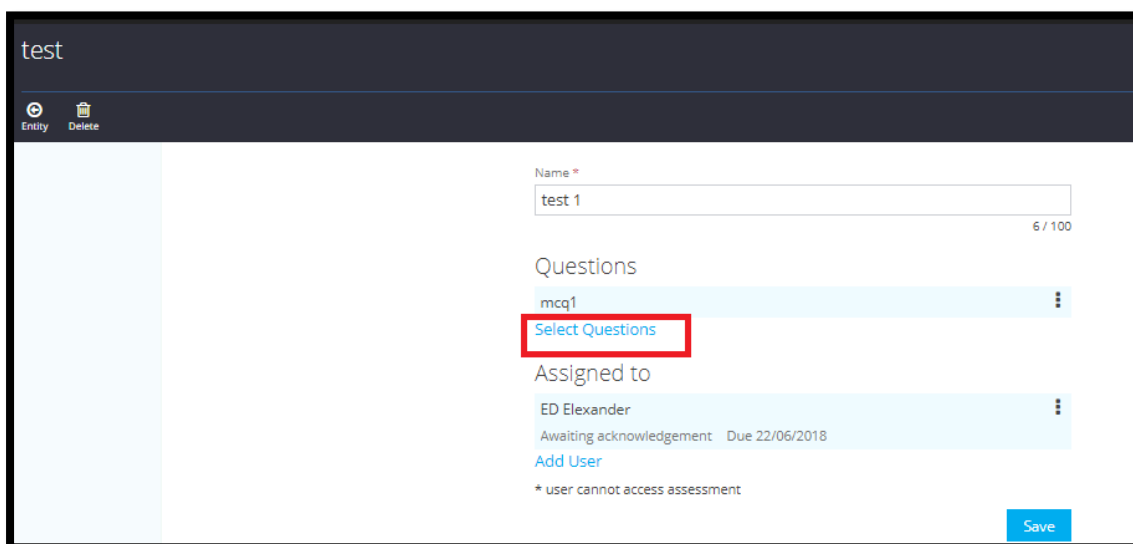 test
Entity Delete
Name *
test 1
6 / 100
Questions
mcq1
Select Questions
Assigned to
ED Elexander
Awaiting acknowledgement Due 22/06/2018
Add User
* user cannot access assessment
Save